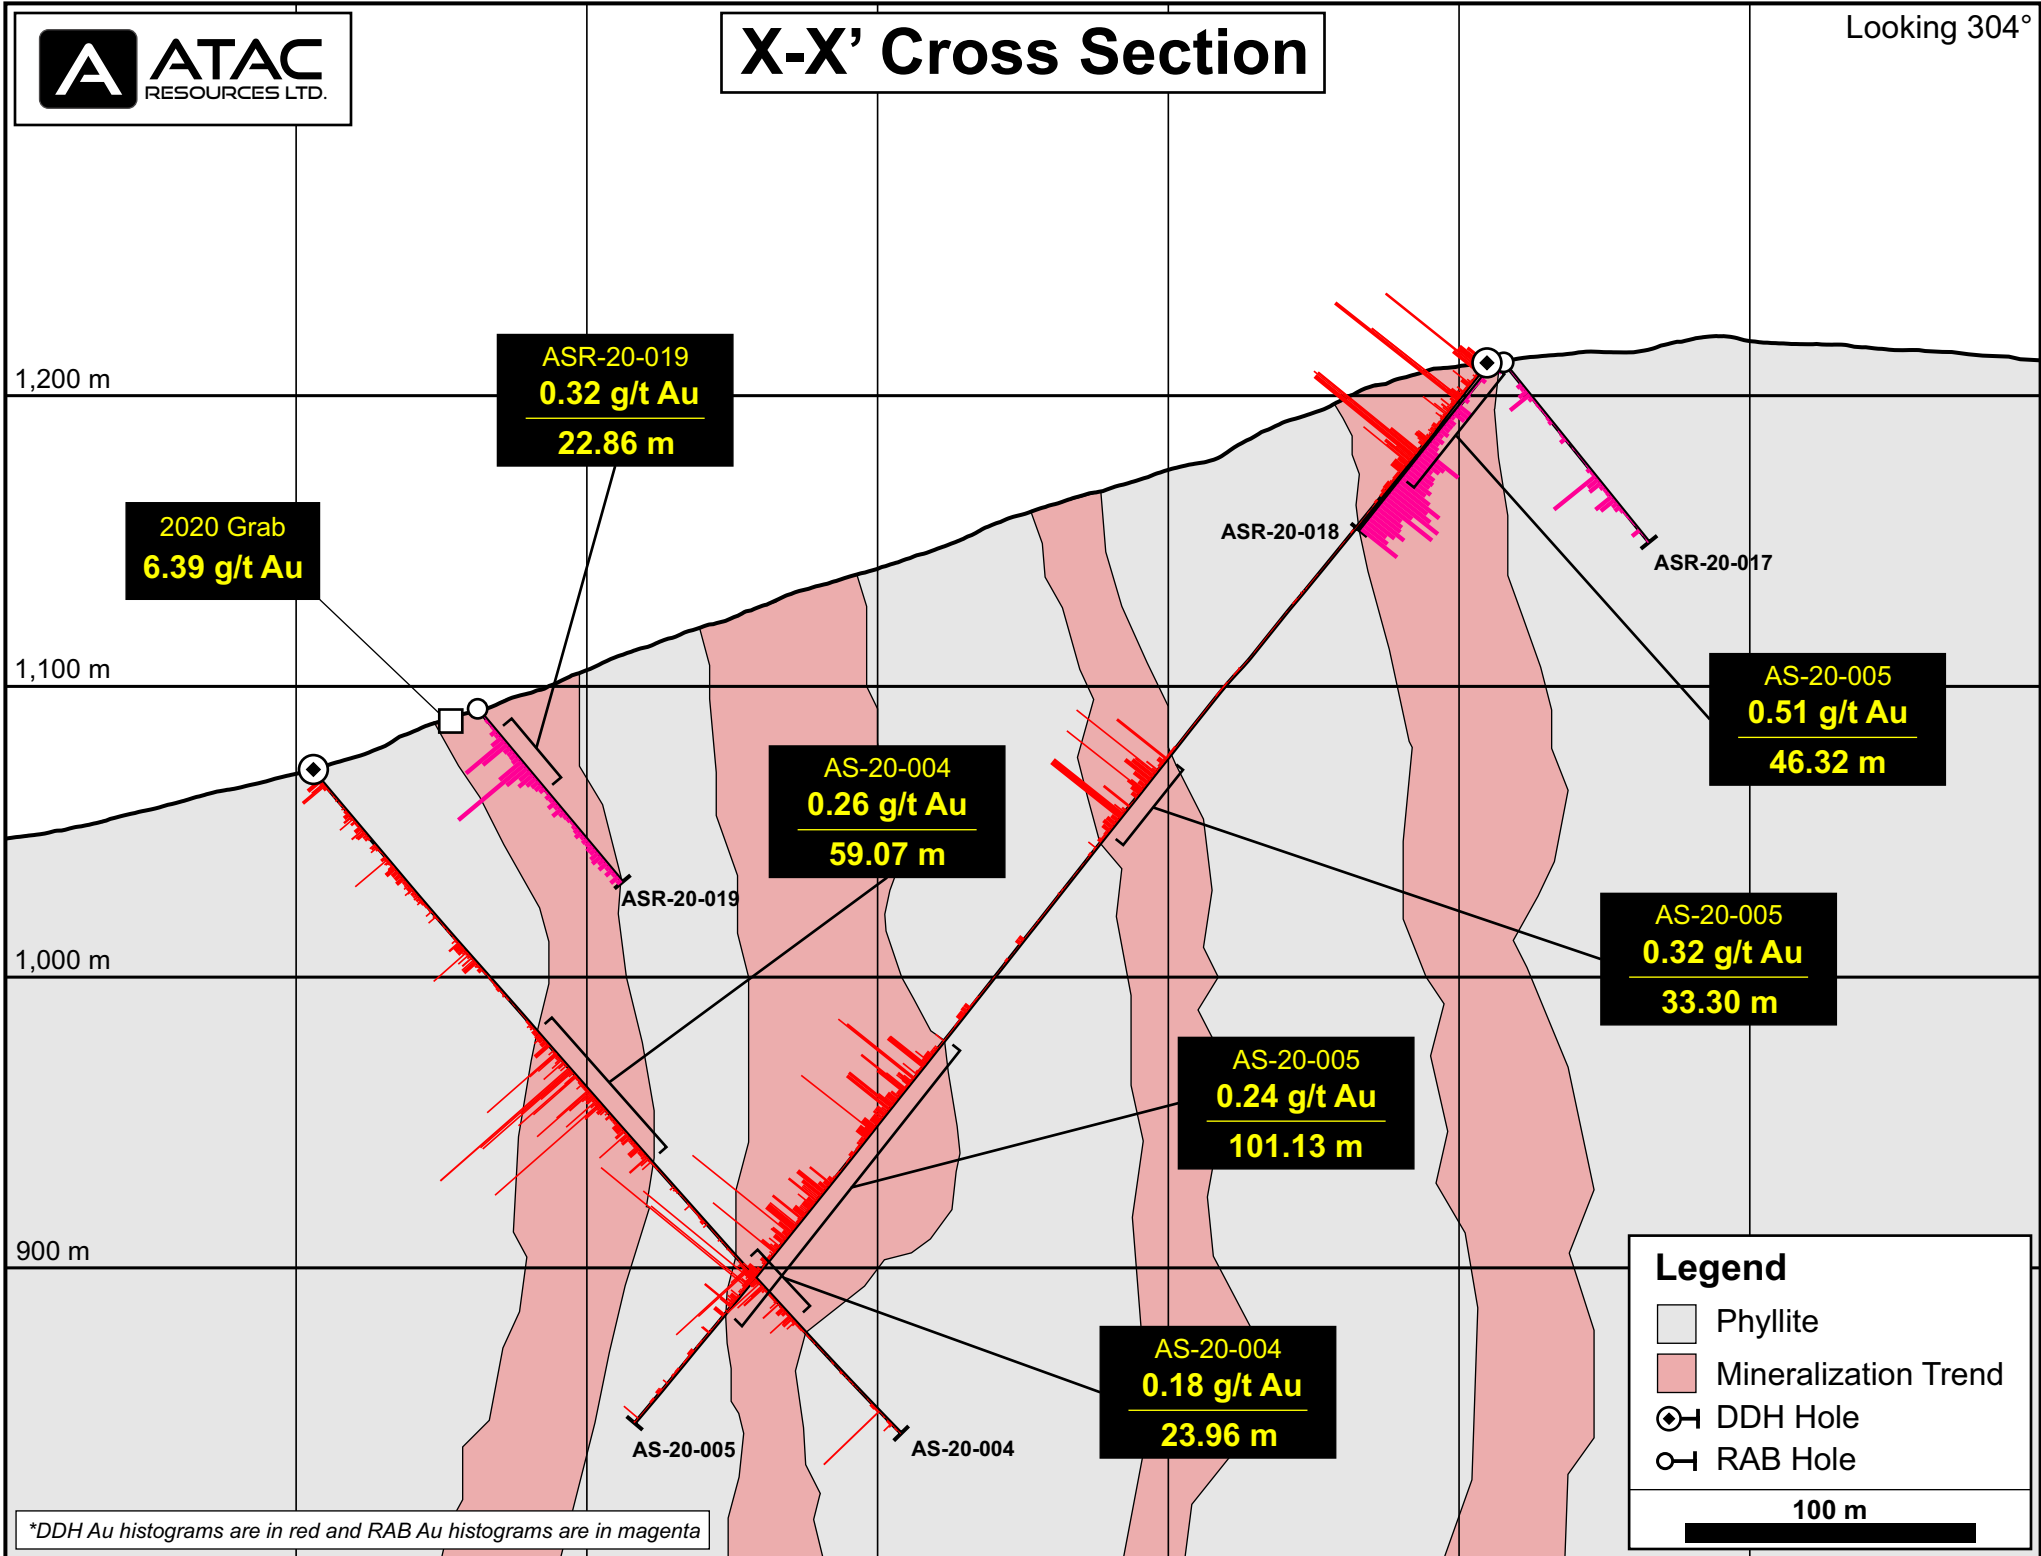 ATAC
RESOURCES LTD.
X-X’ Cross Section
Looking 304°
ASR-20-019
0.32 g/t Au
22.86 m
1,200 m
2020 Grab
6.39 g/t Au
ASR-20-018
ASR-20-017
1,100 m
AS-20-005
0.51 g/t Au
46.32 m
AS-20-004
0.26 g/t Au
59.07 m
ASR-20-019
AS-20-005
0.32 g/t Au
33.30 m
1,000 m
AS-20-005
0.24 g/t Au
101.13 m
900 m
AS-20-004
0.18 g/t Au
23.96 m
AS-20-005
AS-20-004
Legend
Phyllite
Mineralization Trend
DDH Hole
RAB Hole
100 m
*DDH Au histograms are in red and RAB Au histograms are in magenta